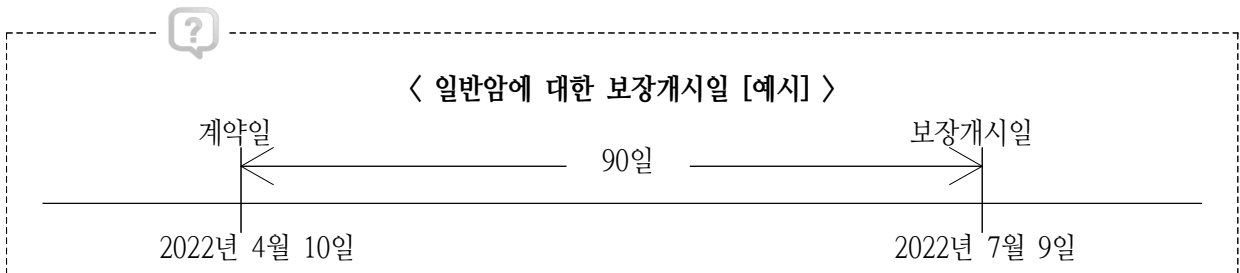 ?
〈 일반암에 대한 보장개시일 [예시] 〉
계약일 보장개시일
90일
2022년 4월 10일 2022년 7월 9일